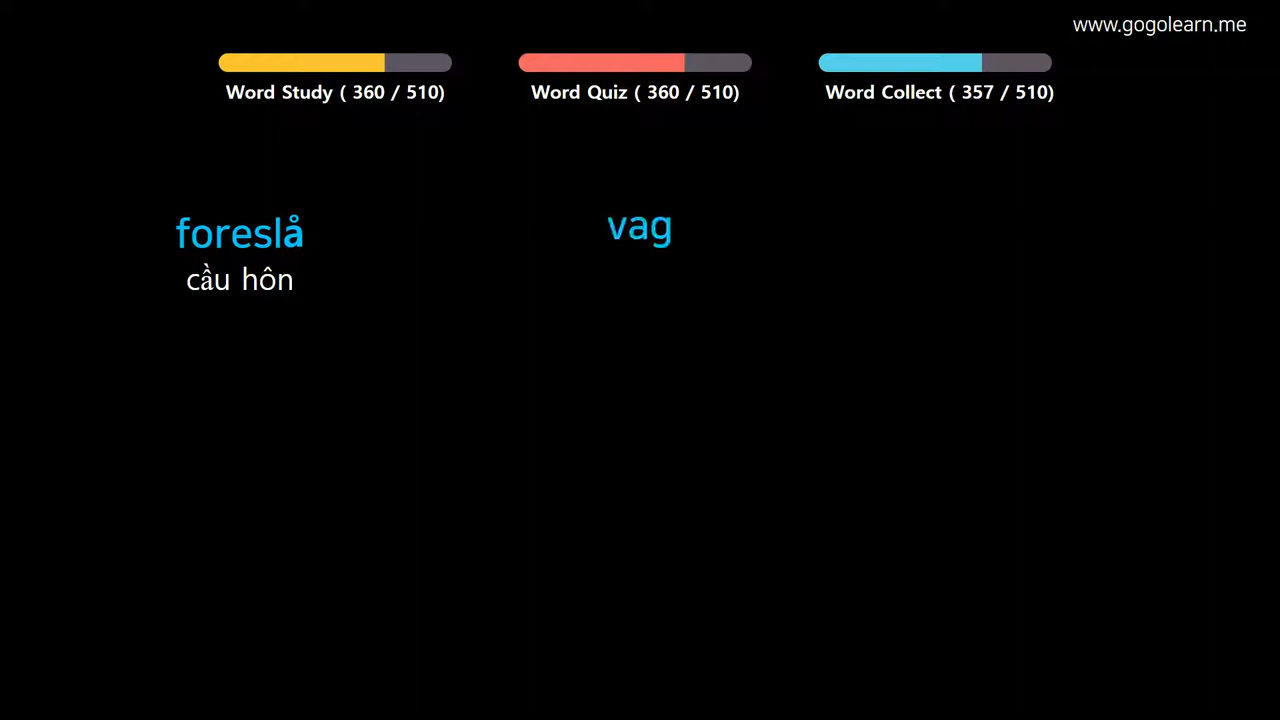 www.gogolearn.me
Word Study ( 360 / 510)
Word Quiz ( 360 / 510)
Word Collect ( 357 / 510)
foreslå
cầu hôn
vag